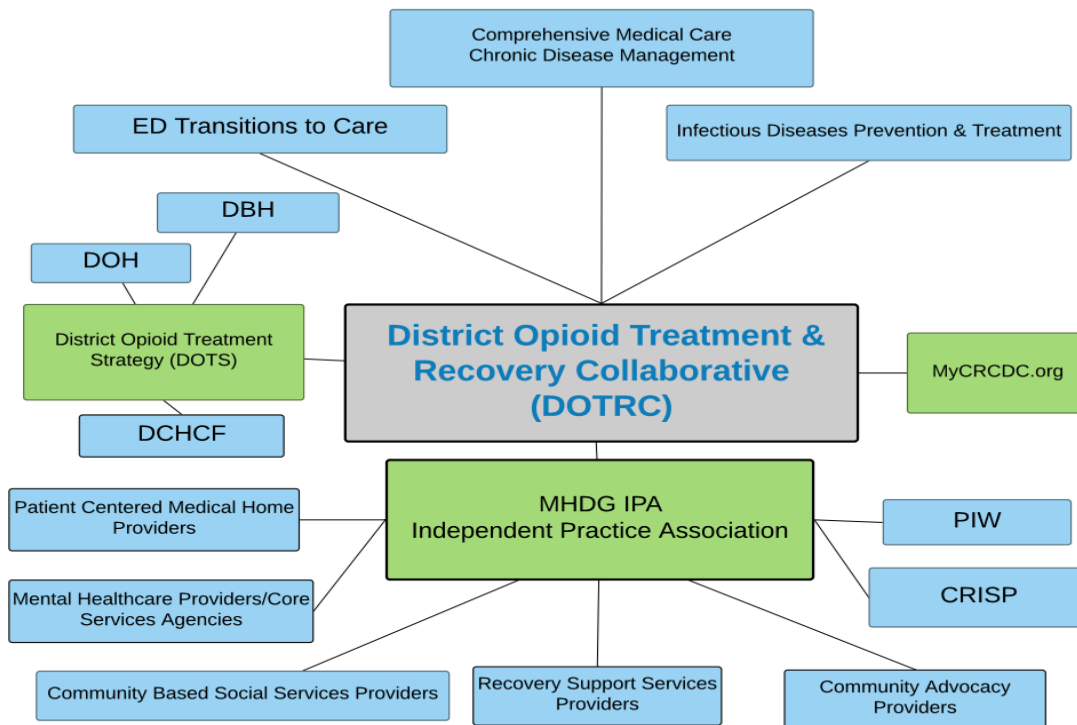 Comprehensive Medical Care
Chronic Disease Management
ED Transitions to Care
Infectious Diseases Prevention & Treatment
DBH
DOH
District Opioid Treatment
Strategy (DOTS)
DCHCF
District Opioid Treatment &
Recovery Collaborative
(DOTRC)
MyCRCDC.org
MHDG IPA
Independent Practice Association
Patient Centered Medical Home
Providers
Mental Healthcare Providers/Core
Services Agencies
PIW
CRISP
Community Based Social Services Providers
Recovery Support Services
Providers
Community Advocacy
Providers